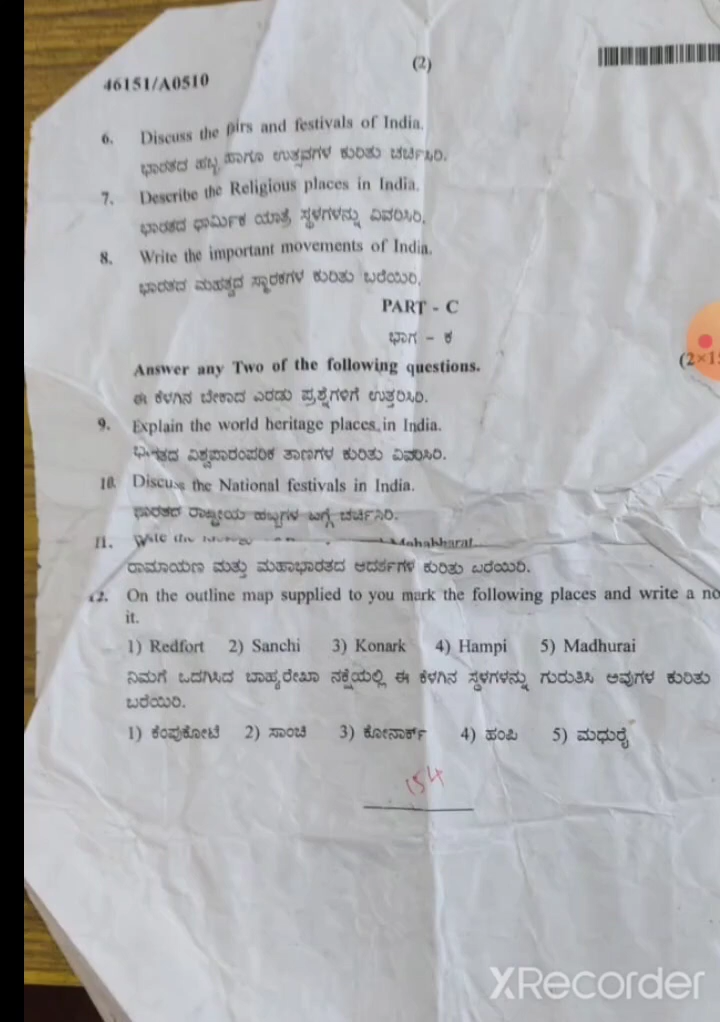 (2)
46151/A0510
6. Discuss the airs and festivals of India.
ಭಾರತದ ಹಬ್ಬ ಹಾಗೂ ಉತ್ಸವಗಳ ಕುರಿತು ಚರ್ಚಿಸಿರಿ.
7. Describe the Religious places in India.
ಭಾರತದ ಧಾರ್ಮಿಕ ಯಾತ್ರೆ ಸ್ಥಳಗಳನ್ನು ವಿವರಿಸಿರಿ.
8. Write the important movements of India.
ಭಾರತದ ಮಹತ್ವದ ಸ್ಮಾರಕಗಳ ಕುರಿತು ಬರೆಯಿರಿ.
PART - C
ಭಾಗ - ಕ
Answer any Two of the following questions.
ಈ ಕೆಳಗಿನ ಬೇಕಾದ ಎರಡು ಪ್ರಶ್ನೆಗಳಿಗೆ ಉತ್ತರಿಸಿರಿ.
9. Explain the world heritage places in India.
ವಿಶ್ವಪಾರಂಪರಿಕ ತಾಣಗಳ ಕುರಿತು ವಿವರಿಸಿರಿ.
10. Discuss the National festivals in India.
ಭಾರತದ ರಾಷ್ಟ್ರೀಯ ಹಬ್ಬಗಳ ಬಗ್ಗೆ ಚರ್ಚಿಸಿರಿ.
11. Mahabharat.
ರಾಮಾಯಣ ಮತ್ತು ಮಹಾಭಾರತದ ಆದರ್ಶಗಳ ಕುರಿತು ಬರೆಯಿರಿ.
12. On the outline map supplied to you mark the following places and write a
it.
1) Redfort 2) Sanchi 3) Konark 4) Hampi 5) Madhurai
ನಿಮಗೆ ಒದಗಿಸಿದ ಬಾಹ್ಯರೇಖಾ ನಕ್ಷೆಯಲ್ಲಿ ಈ ಕೆಳಗಿನ ಸ್ಥಳಗಳನ್ನು ಗುರುತಿಸಿ ಅವುಗಳ ಕುರಿತು
ಬರೆಯಿರಿ.
1) ಕೆಂಪುಕೋಟೆ 2) ಸಾಂಚಿ 3) ಕೋನಾರ್ಕ್ 4) ಹಂಪಿ 5) ಮಧುರೈ
154
XRecorder